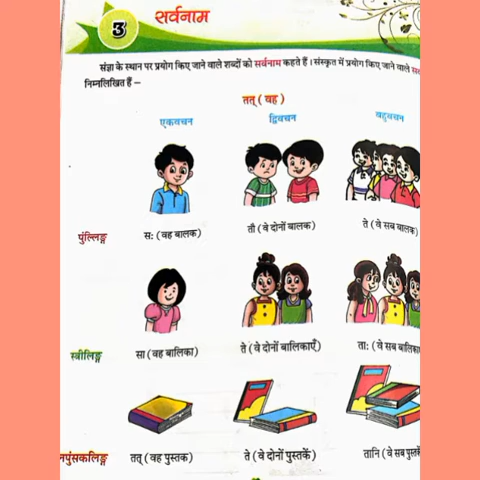 3 सर्वनाम
संज्ञा के स्थान पर प्रयोग किए जाने वाले शब्दों को सर्वनाम कहते हैं। संस्कृत में प्रयोग किए जाने वाले
निम्नलिखित हैं –
तत् (वह)
एकवचन द्विवचन बहुवचन
पुंल्लिङ्ग सः (वह बालक) तौ (वे दोनों बालक) ते (वे सब बालक)
स्त्रीलिङ्ग सा (वह बालिका) ते (वे दोनों बालिकाएँ) ताः (वे सब
नपुंसकलिङ्ग तत् (वह पुस्तक) ते (वे दोनों पुस्तकें) तानि (वे सब